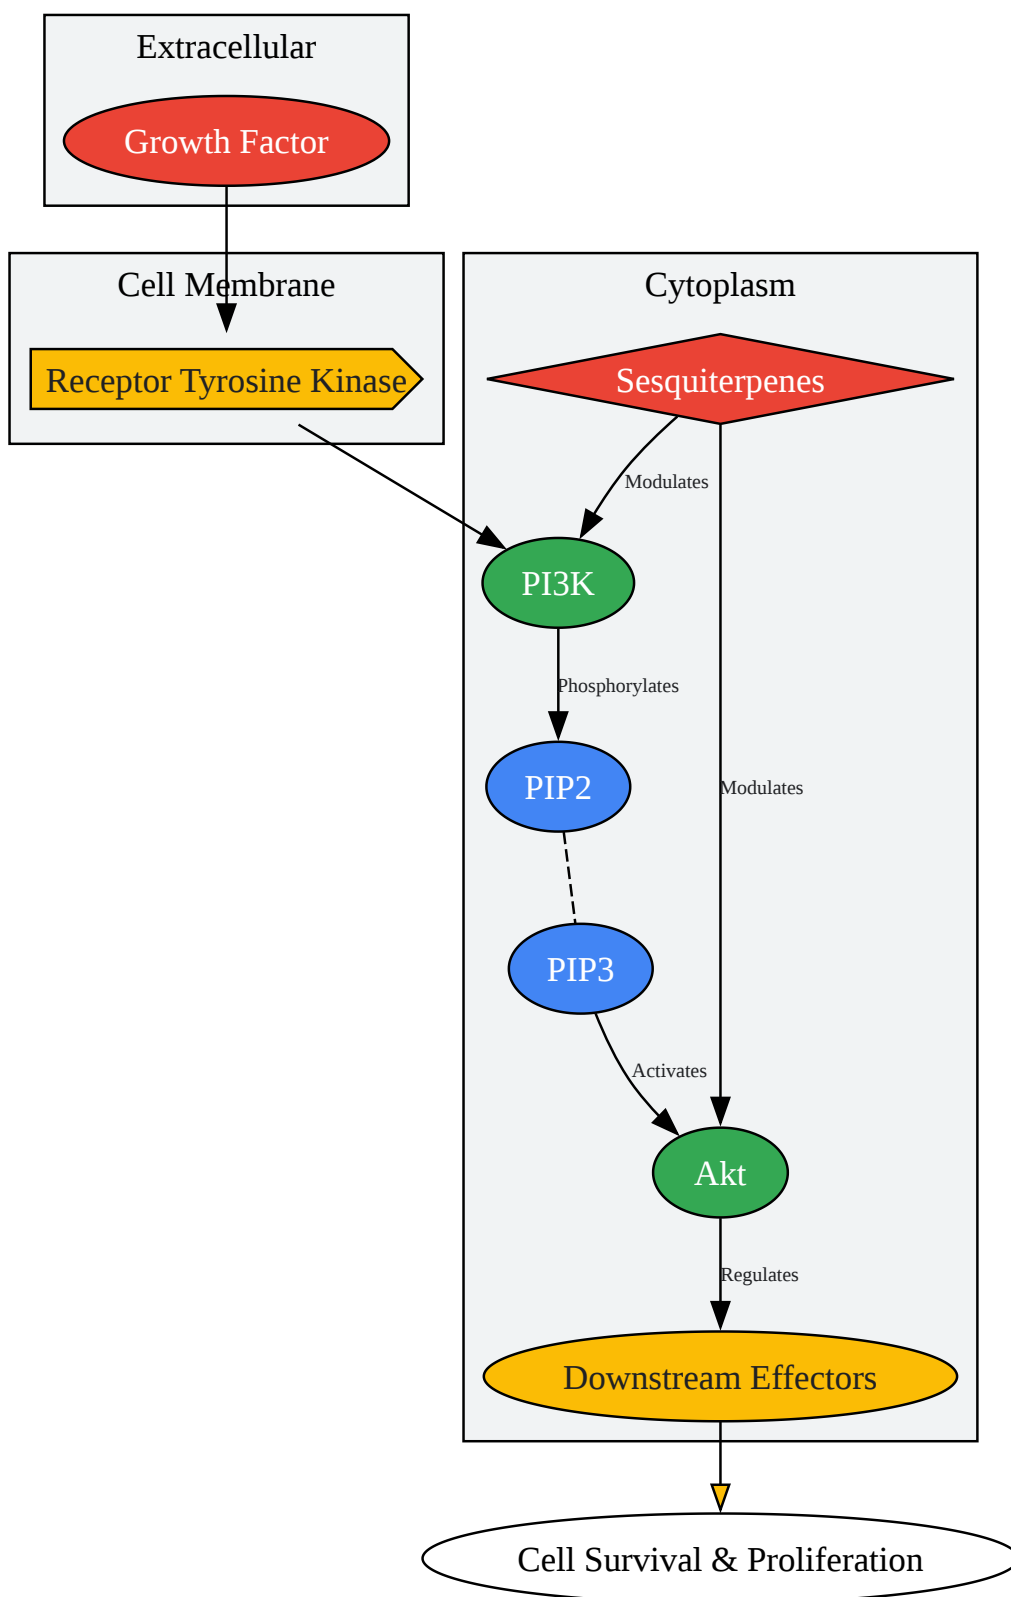 Extracellular
Growth Factor
Cell Membrane
Receptor Tyrosine Kinase
Cytoplasm
Sesquiterpenes
Modulates
PI3K
Phosphorylates
PIP2
Modulates
PIP3
Activates
Akt
Regulates
Downstream Effectors
Cell Survival & Proliferation